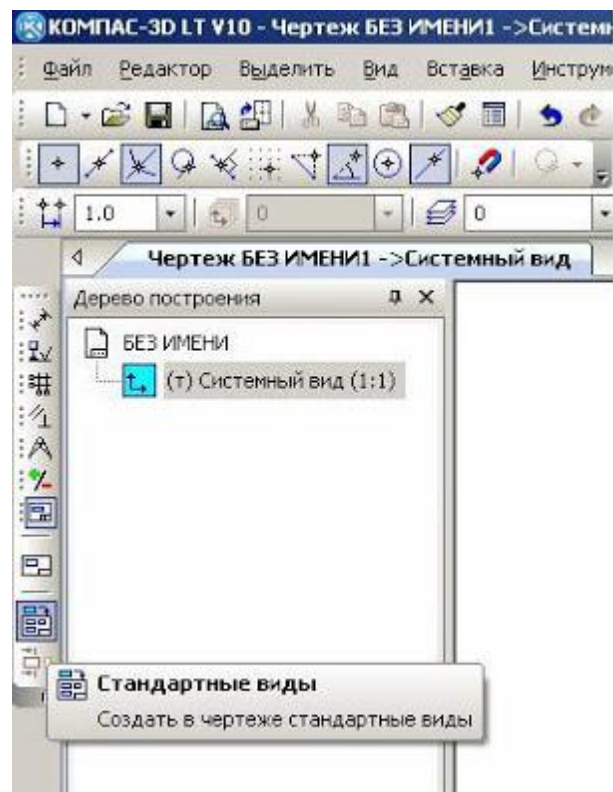 КОМПАС-3D LT V10 - Чертеж БЕЗ ИМЕНИ1 ->Системн
Файл Редактор Выделить Вид Вставка Инструм
1.0 0 0
Чертеж БЕЗ ИМЕНИ1 ->Системный вид
Дерево построения
БЕЗ ИМЕНИ
(т) Системный вид (1:1)
Стандартные виды
Создать в чертеже стандартные виды